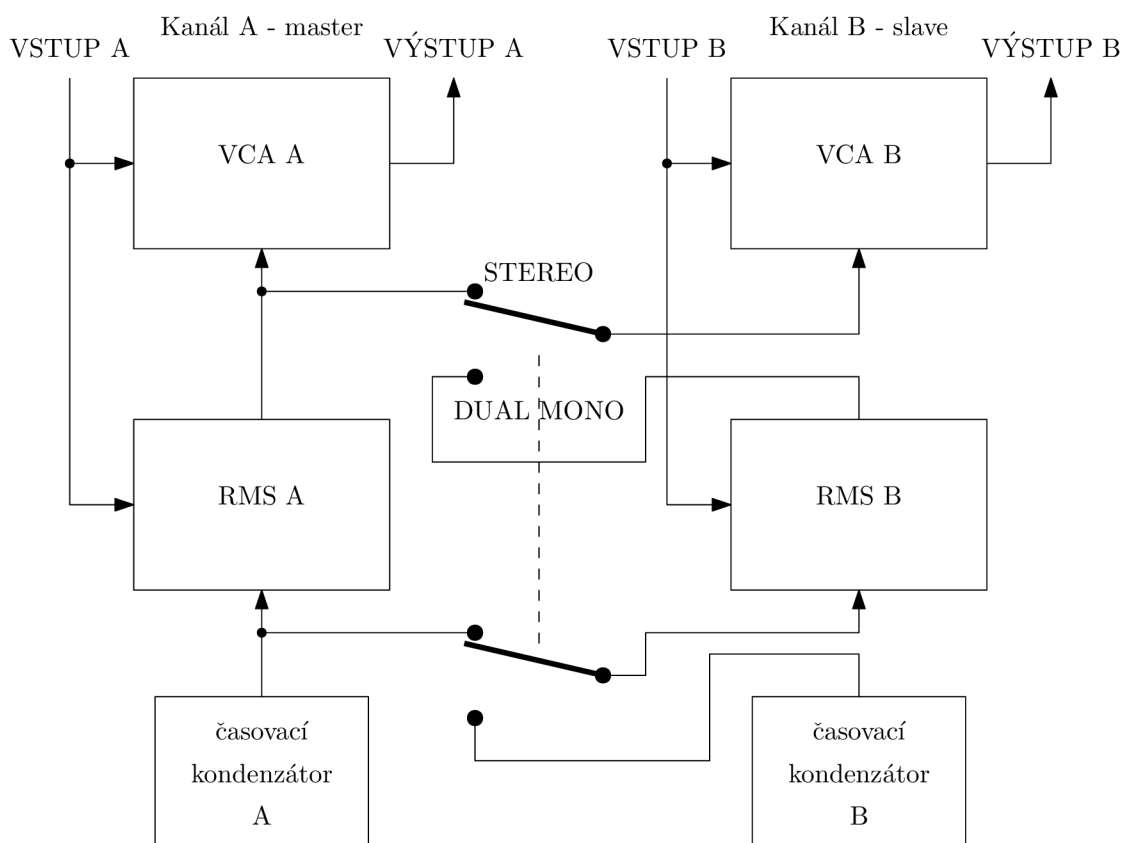 Kanál A - master
Kanál B - slave
VSTUP A
VÝSTUP A
VSTUP B
VÝSTUP B
VCA A
VCA B
STEREO
DUAL MONO
RMS A
RMS B
časovací
kondenzátor
A
časovací
kondenzátor
B